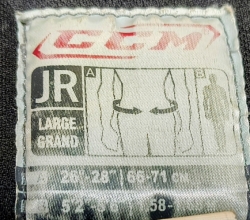 CCM
JR
A
B
LARGE
GRAND
26"-28" | 66-71 CM